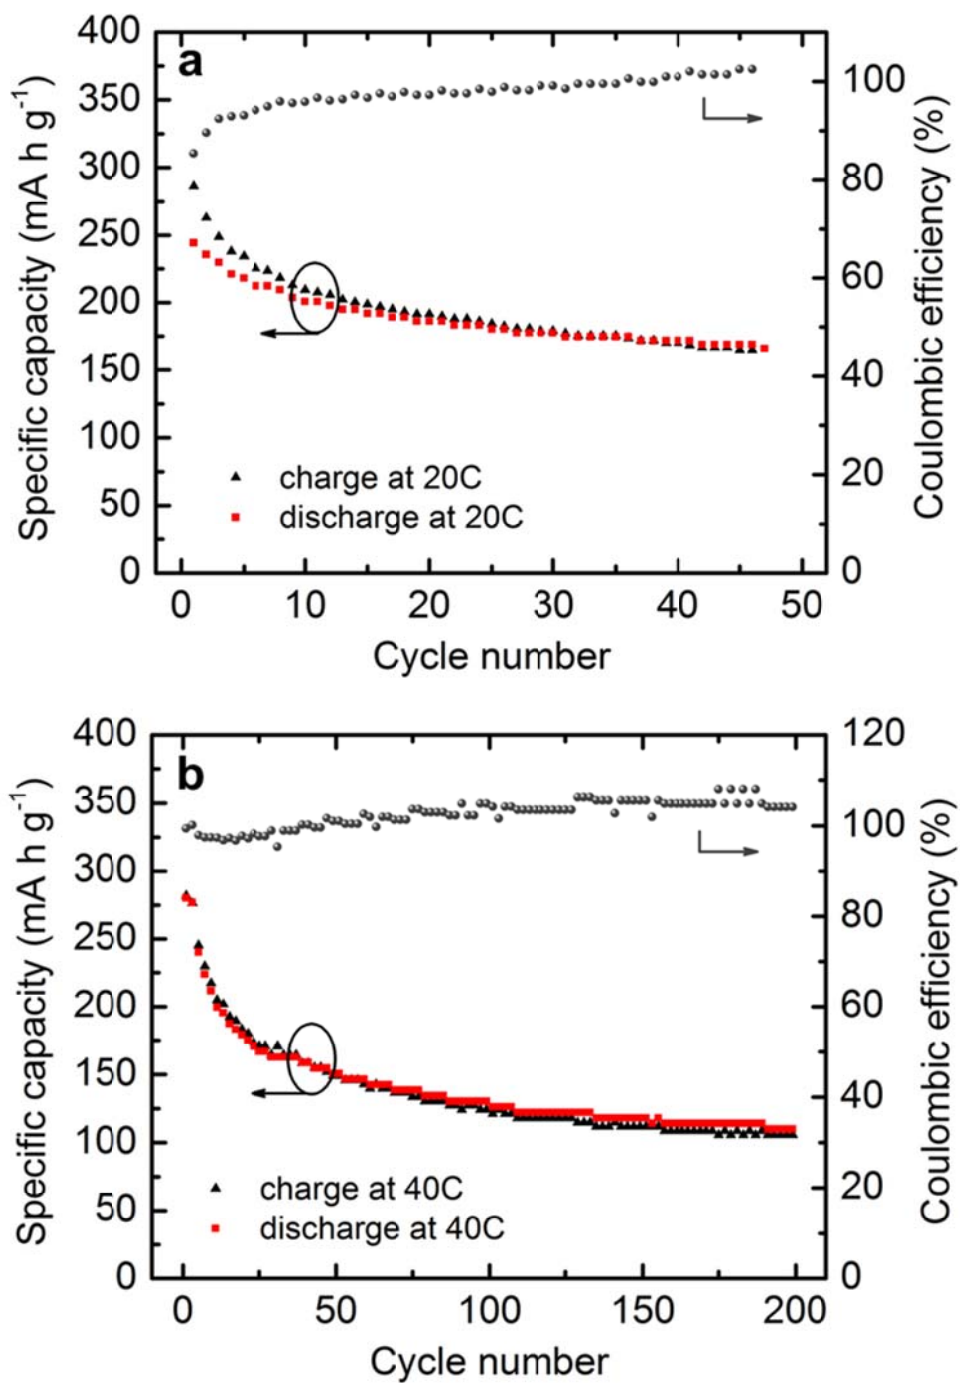 a
400
350
300
250
200
150
100
50
0
Specific capacity (mA h g⁻¹)
100
80
60
40
20
0
Coulombic efficiency (%)
charge at 20C
discharge at 20C
0 10 20 30 40 50
Cycle number
b
400
350
300
250
200
150
100
50
0
Specific capacity (mA h g⁻¹)
120
100
80
60
40
20
0
Coulombic efficiency (%)
charge at 40C
discharge at 40C
0 50 100 150 200
Cycle number